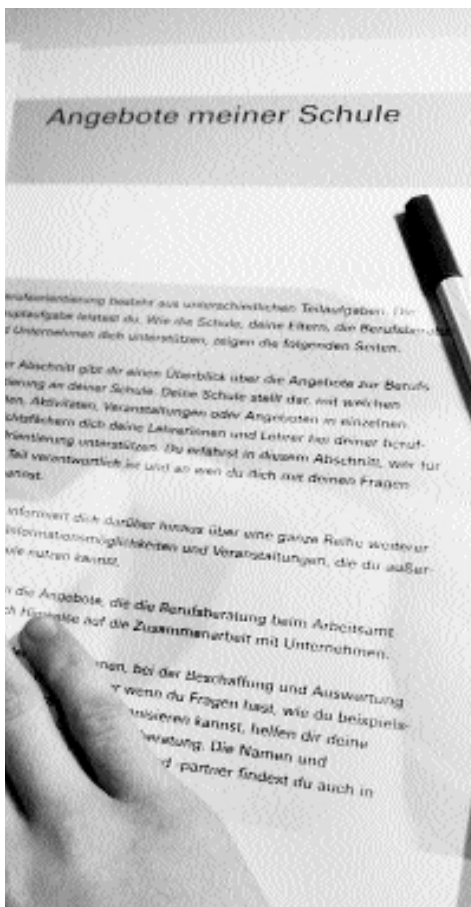 Angebote meiner Schule
besteht aus unterschiedlichen Teilaufgaben. Die
leistest du. Wie die Schule, deine Eltern, die
Unternehmen dich unterstützen, zeigen die folgenden Seiten.
Abschnitt gibt dir einen Überblick über die Angebote zur Berufs-
an deiner Schule. Deine Schule stellt dar, mit welchen
Aktivitäten, Veranstaltungen oder Angeboten in einzelnen
dich deine Lehrerinnen und Lehrer bei deiner beruf-
unterstützen. Du erfährst in diesem Abschnitt, wer für
Teil verantwortlich ist und an wen du dich mit deinen Fragen
informiert dich darüber hinaus über eine ganze Reihe weiterer
Informationsmöglichkeiten und Veranstaltungen, die du außer-
nutzen kannst.
die Angebote, die die Berufsberatung beim Arbeitsamt
auf die Zusammenarbeit mit Unternehmen.
bei der Beschaffung und Auswertung
wenn du Fragen hast, wie du beispiels-
kannst, helfen dir deine
Die Namen und
partner findest du auch in